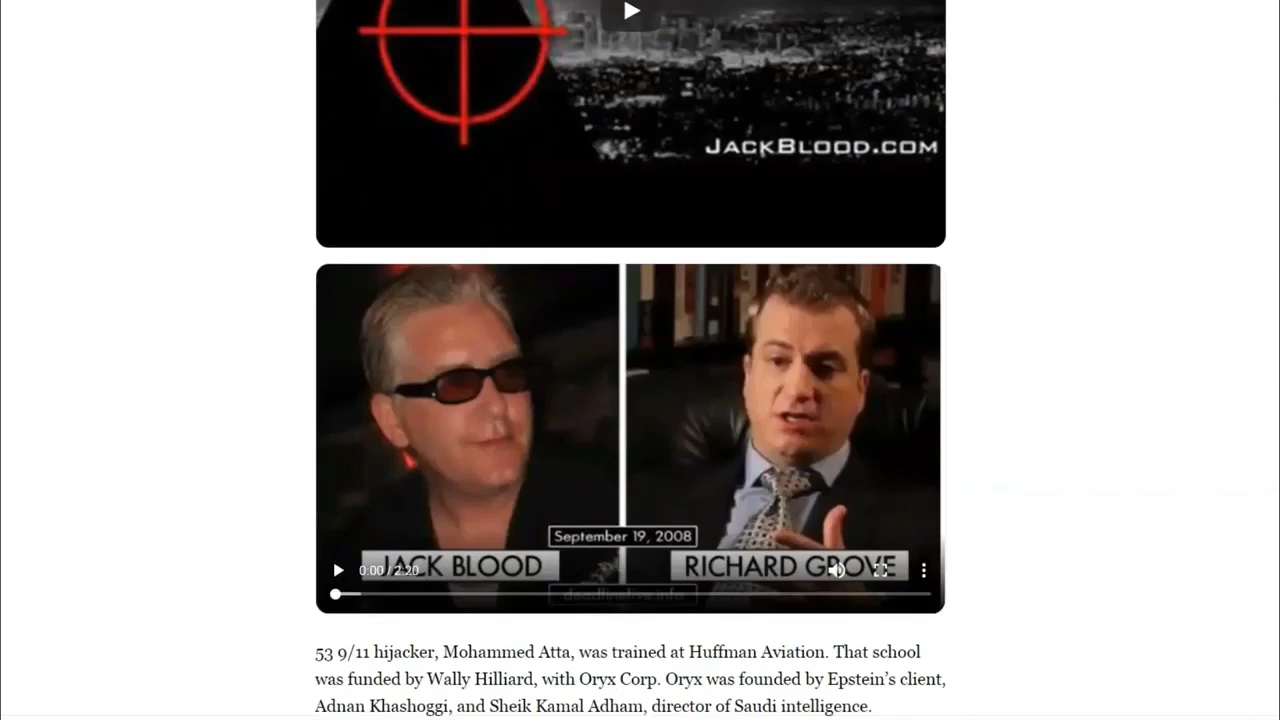 JACKBLOOD.COM
September 19, 2008
JACK BLOOD
RICHARD GROVE
0:00 / 2:20
deadlinelive.info
53 9/11 hijacker, Mohammed Atta, was trained at Huffman Aviation. That school
was funded by Wally Hilliard, with Oryx Corp. Oryx was founded by Epstein’s client,
Adnan Khashoggi, and Sheik Kamal Adham, director of Saudi intelligence.